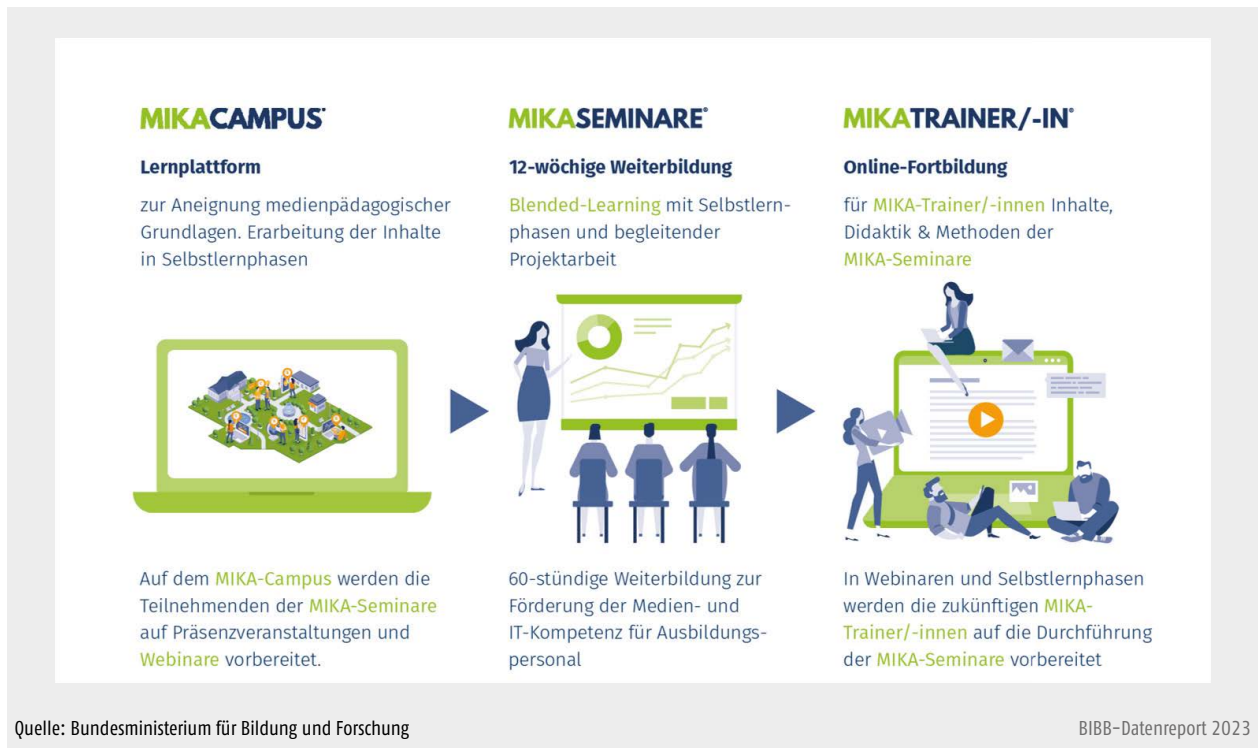 MIKACAMPUS
Lernplattform
zur Aneignung medienpädagogischer
Grundlagen. Erarbeitung der Inhalte
in Selbstlernphasen
Auf dem MIKA-Campus werden die
Teilnehmenden der MIKA-Seminare
auf Präsenzveranstaltungen und
Webinare vorbereitet.
MIKASEMINARE®
12-wöchige Weiterbildung
Blended-Learning mit Selbstlern-
phasen und begleitender
Projektarbeit
60-stündige Weiterbildung zur
Förderung der Medien- und
IT-Kompetenz für Ausbildungs-
personal
MIKATRAINER/-IN®
Online-Fortbildung
für MIKA-Trainer/-innen Inhalte,
Didaktik & Methoden der
MIKA-Seminare
In Webinaren und Selbstlernphasen
werden die zukünftigen MIKA-
Trainer/-innen auf die Durchführung
der MIKA-Seminare vorbereitet
Quelle: Bundesministerium für Bildung und Forschung
BIBB-Datenreport 2023